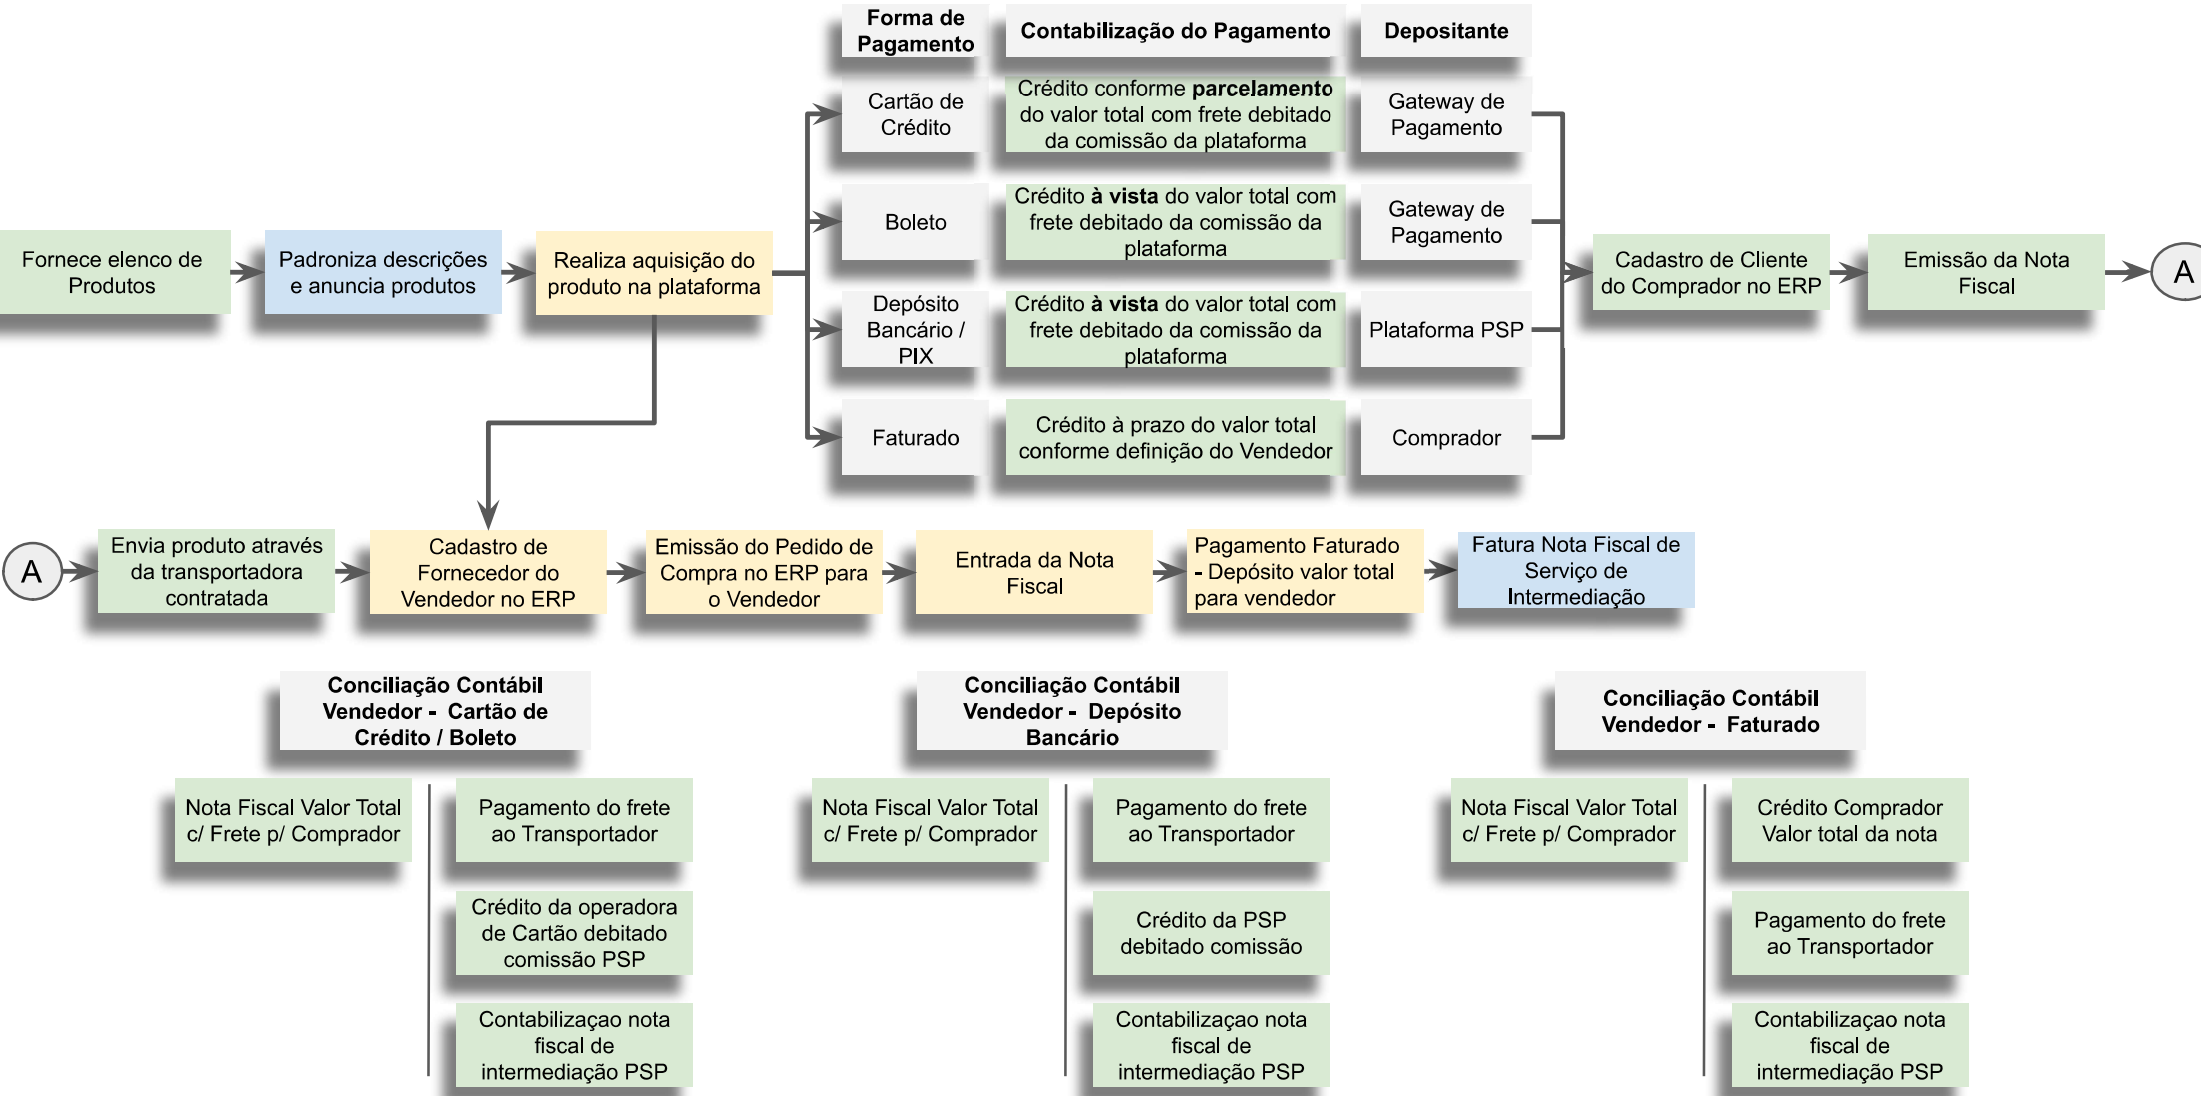 Forma de
Pagamento
Contabilização do Pagamento
Depositante
Cartão de
Crédito
Crédito conforme parcelamento
do valor total com frete debitado
da comissão da plataforma
Gateway de
Pagamento
Boleto
Crédito à vista do valor total com
frete debitado da comissão da
plataforma
Gateway de
Pagamento
Fornece elenco de
Produtos
Padroniza descrições
e anuncia produtos
Realiza aquisição do
produto na plataforma
Depósito
Bancário /
PIX
Crédito à vista do valor total com
frete debitado da comissão da
plataforma
Plataforma PSP
Cadastro de Cliente
do Comprador no ERP
Emissão da Nota
Fiscal
A
Faturado
Crédito à prazo do valor total
conforme definição do Vendedor
Comprador
A
Envia produto através
da transportadora
contratada
Cadastro de
Fornecedor do
Vendedor no ERP
Emissão do Pedido de
Compra no ERP para
o Vendedor
Entrada da Nota
Fiscal
Pagamento Faturado
- Depósito valor total
para vendedor
Fatura Nota Fiscal de
Serviço de
Intermediação
Conciliação Contábil
Vendedor - Cartão de
Crédito / Boleto
Nota Fiscal Valor Total
c/ Frete p/ Comprador
Pagamento do frete
ao Transportador
Crédito da operadora
de Cartão debitado
comissão PSP
Contabilizaçao nota
fiscal de
intermediação PSP
Conciliação Contábil
Vendedor - Depósito
Bancário
Nota Fiscal Valor Total
c/ Frete p/ Comprador
Pagamento do frete
ao Transportador
Crédito da PSP
debitado comissão
Contabilizaçao nota
fiscal de
intermediação PSP
Conciliação Contábil
Vendedor - Faturado
Nota Fiscal Valor Total
c/ Frete p/ Comprador
Crédito Comprador
Valor total da nota
Pagamento do frete
ao Transportador
Contabilizaçao nota
fiscal de
intermediação PSP